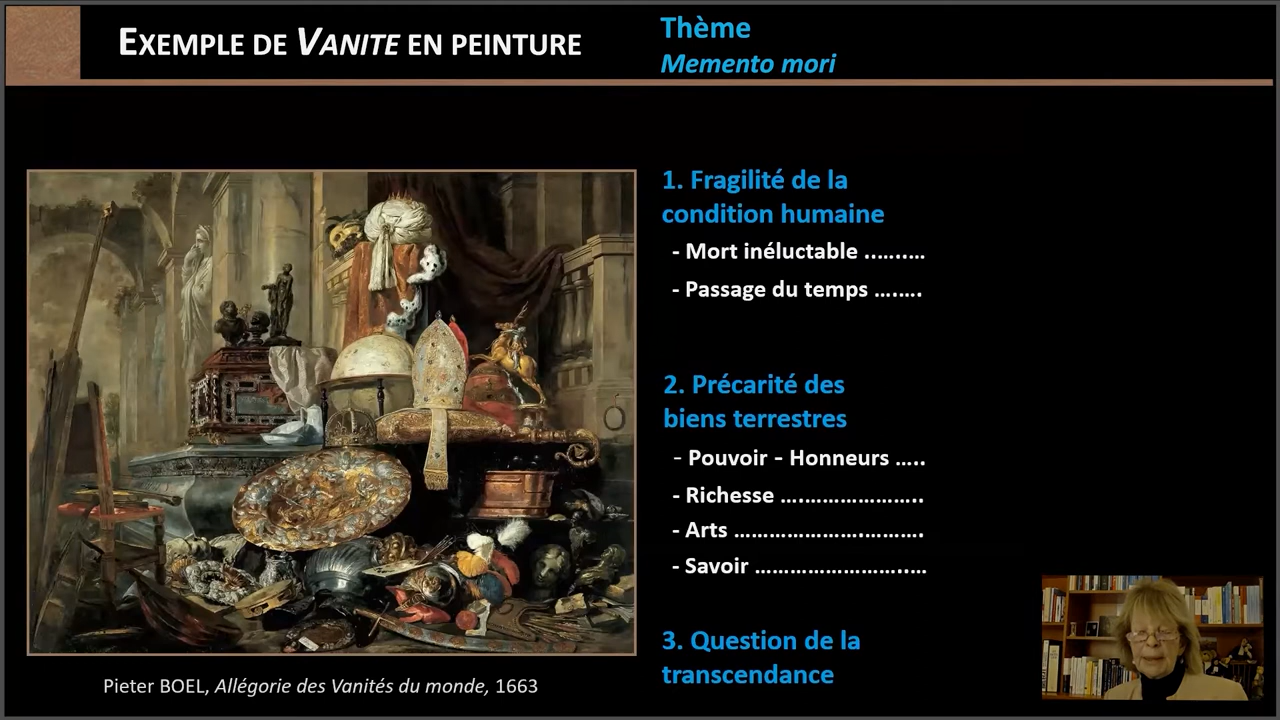 EXEMPLE DE VANITE EN PEINTURE
Thème
Memento mori
1. Fragilité de la
condition humaine
- Mort inéluctable .........
- Passage du temps ........
2. Précarité des
biens terrestres
- Pouvoir - Honneurs .....
- Richesse ......................
- Arts ..............................
- Savoir ...........................
3. Question de la
transcendance
Pieter BOEL, Allégorie des Vanités du monde, 1663